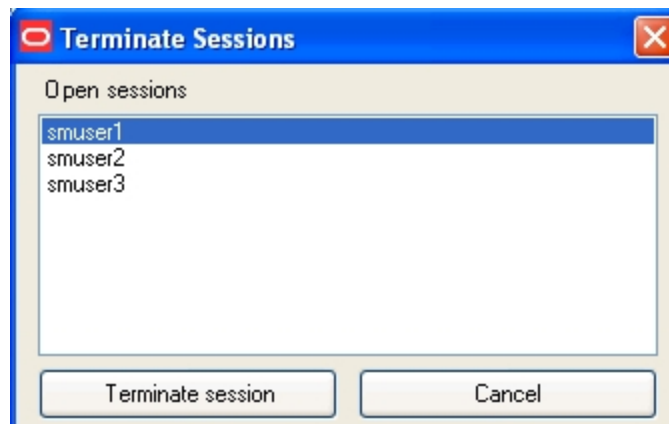 Terminate Sessions
Open sessions
smuser1
smuser2
smuser3
Terminate session
Cancel